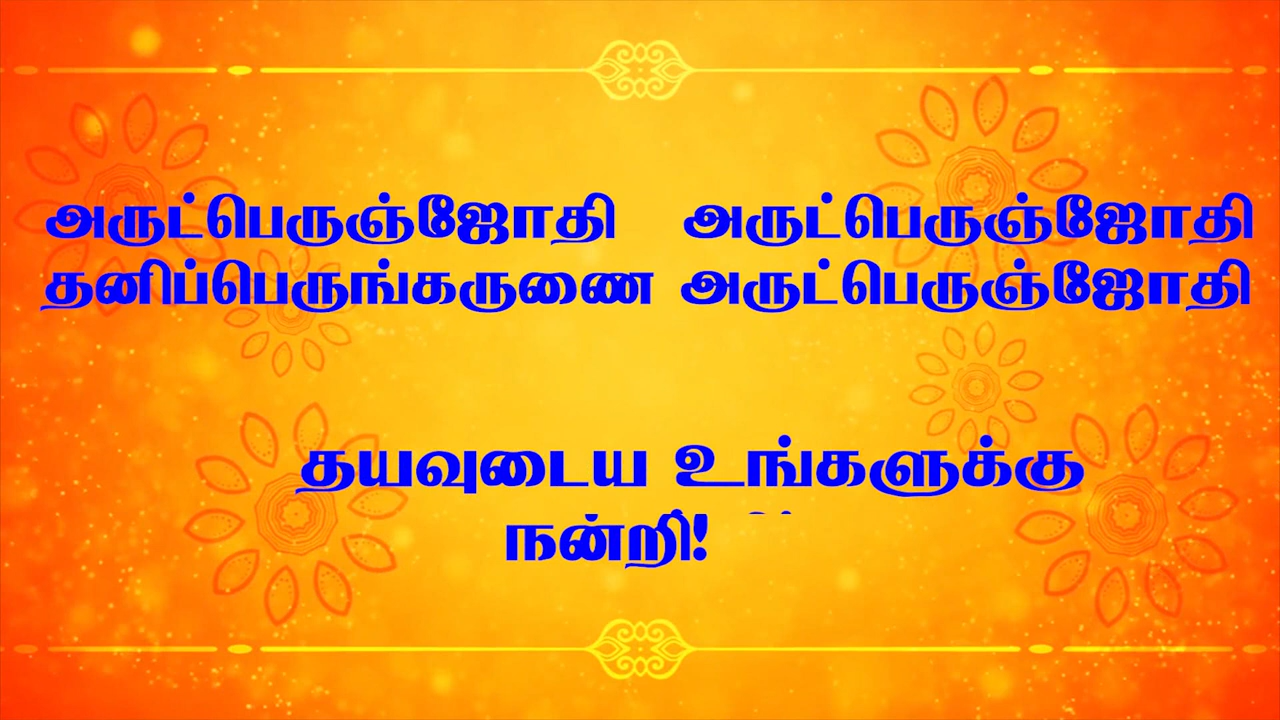 அருட்பெருஞ்ஜோதி அருட்பெருஞ்ஜோதி
தனிப்பெருங்கருணை அருட்பெருஞ்ஜோதி
தயவுடைய உங்களுக்கு
நன்றி!